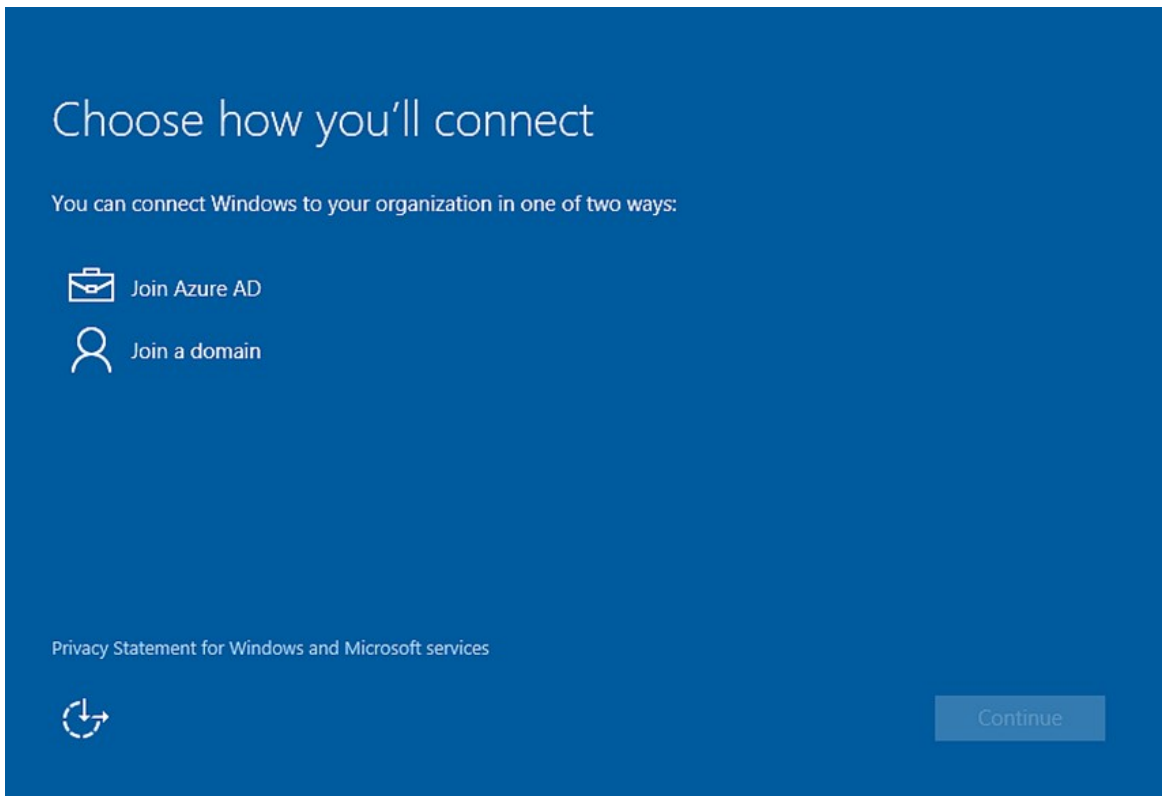 Choose how you'll connect
You can connect Windows to your organization in one of two ways:
Join Azure AD
Join a domain
Privacy Statement for Windows and Microsoft services
Continue